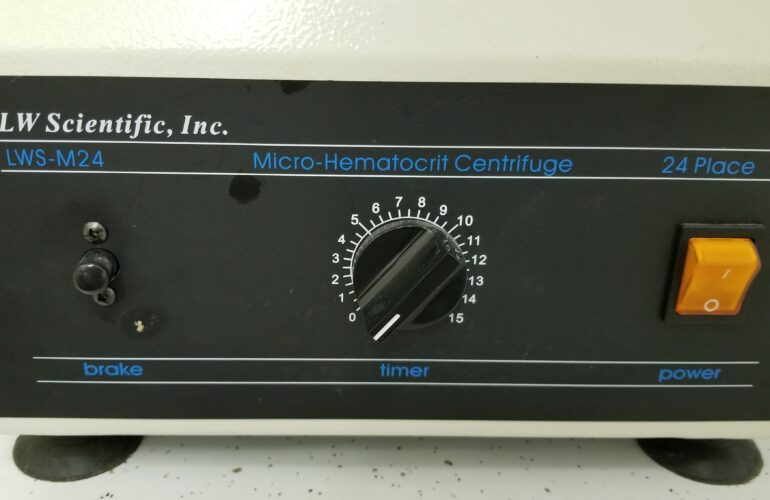 LW Scientific, Inc.
LWS-M24 Micro-Hematocrit Centrifuge 24 Place
0 1 2 3 4 5 6 7 8 9 10 11 12 13 14 15
I
O
brake timer power